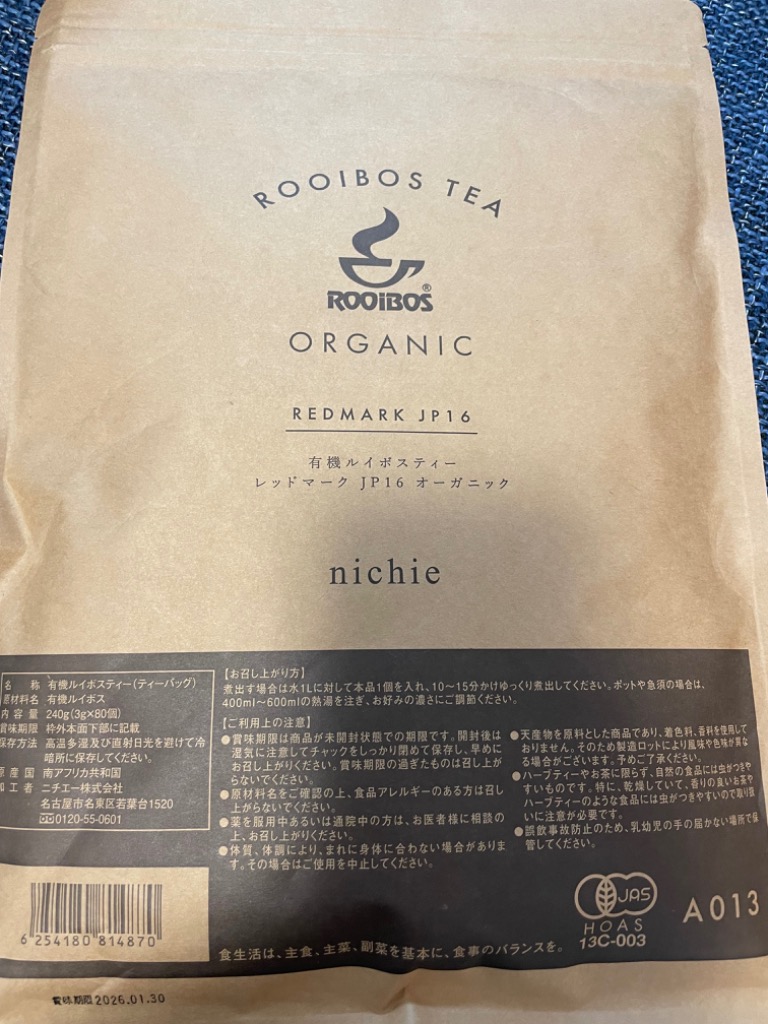 ROOIBOS TEA
ROOiBOS®
ORGANIC
REDMARK JP16
有機ルイボスティー
レッドマーク JP16 オーガニック
nichie
名 称 有機ルイボスティー(ティーバッグ)
原材料名 有機ルイボス
内容量 240g(3g×80個)
賞味期限 枠外本面下部に記載
保存方法 高温多湿及び直射日光を避けて冷
暗所に保存してください。
原産国 南アフリカ共和国
加工者 ニチエー株式会社
名古屋市名東区若葉台1520
0120-55-0601
【お召し上がり方】
煮出す場合は水1Lに対して本品1個を入れ、10〜15分かけゆっくり煮出してください。ポットや急須の場合は、
400ml〜600mlの熱湯を注ぎ、お好みの濃さにご調節ください。
【ご利用上の注意】
●賞味期限は商品が未開封状態での期限です。開封後は
湿気に注意してチャックをしっかり閉めて保存し、早めに
お召し上がりください。賞味期限の過ぎたものは召し上が
らないでください。
●原材料名をご確認の上、食品アレルギーのある方は召し
上がらないでください。
●薬を服用中あるいは通院中の方は、お医者様に相談の
上、お召し上がりください。
●体質、体調により、まれに身体に合わない場合がありま
す。その場合はご使用を中止してください。
●天産物を原料とした商品であり、着色料、香料を使用して
おりません。そのため製造ロットにより風味や色味が異な
る場合がございます。予めご了承ください。
●ハーブティーやお茶に限らず、自然の食品には虫がつきや
すいものです。特に、乾燥していて、香りの良いお茶や
ハーブティーのような食品には虫がつきやすいので取り扱
いに注意が必要です。
●誤飲事故防止のため、乳幼児の手の届かない場所で保
管してください。
JAS
HOAS
13C-003
A013
6 254180 814870
食生活は、主食、主菜、副菜を基本に、食事のバランスを。
賞味期限 2026.01.30